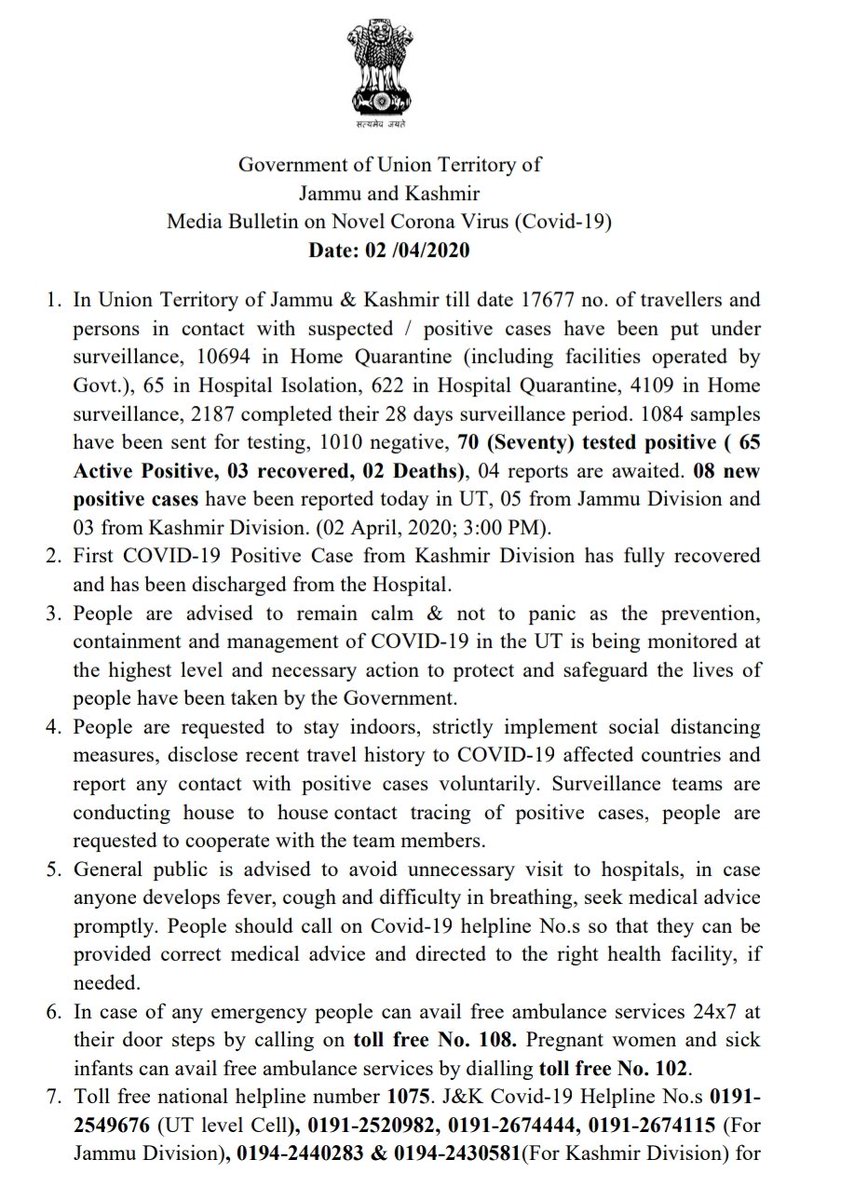 सत्यमेव जयते
Government of Union Territory of
Jammu and Kashmir
Media Bulletin on Novel Corona Virus (Covid-19)
Date: 02 /04/2020
1. In Union Territory of Jammu & Kashmir till date 17677 no. of travellers and
persons in contact with suspected / positive cases have been put under
surveillance, 10694 in Home Quarantine (including facilities operated by
Govt.), 65 in Hospital Isolation, 622 in Hospital Quarantine, 4109 in Home
surveillance, 2187 completed their 28 days surveillance period. 1084 samples
have been sent for testing, 1010 negative, 70 (Seventy) tested positive ( 65
Active Positive, 03 recovered, 02 Deaths), 04 reports are awaited. 08 new
positive cases have been reported today in UT, 05 from Jammu Division and
03 from Kashmir Division. (02 April, 2020; 3:00 PM).
2. First COVID-19 Positive Case from Kashmir Division has fully recovered
and has been discharged from the Hospital.
3. People are advised to remain calm & not to panic as the prevention,
containment and management of COVID-19 in the UT is being monitored at
the highest level and necessary action to protect and safeguard the lives of
people have been taken by the Government.
4. People are requested to stay indoors, strictly implement social distancing
measures, disclose recent travel history to COVID-19 affected countries and
report any contact with positive cases voluntarily. Surveillance teams are
conducting house to house contact tracing of positive cases, people are
requested to cooperate with the team members.
5. General public is advised to avoid unnecessary visit to hospitals, in case
anyone develops fever, cough and difficulty in breathing, seek medical advice
promptly. People should call on Covid-19 helpline No.s so that they can be
provided correct medical advice and directed to the right health facility, if
needed.
6. In case of any emergency people can avail free ambulance services 24x7 at
their door steps by calling on toll free No. 108. Pregnant women and sick
infants can avail free ambulance services by dialling toll free No. 102.
7. Toll free national helpline number 1075. J&K Covid-19 Helpline No.s 0191-
2549676 (UT level Cell), 0191-2520982, 0191-2674444, 0191-2674115 (For
Jammu Division), 0194-2440283 & 0194-2430581(For Kashmir Division) for